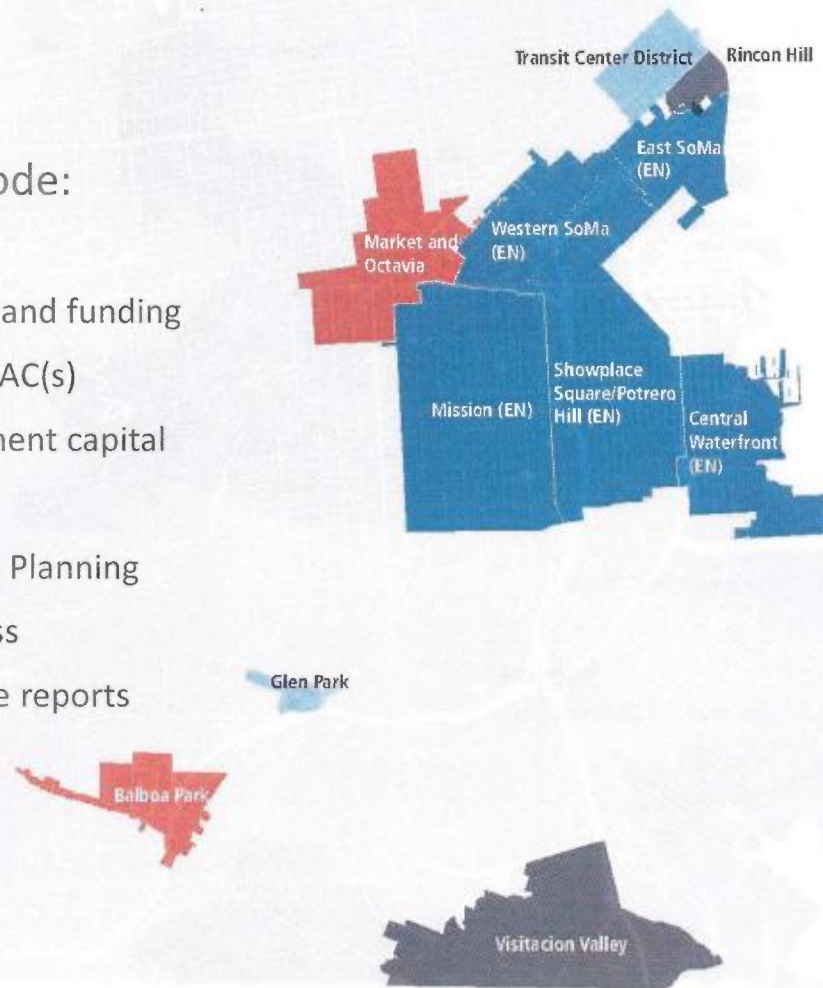 ode:
and funding
AC(s)
nent capital
Planning
ss
e reports
Transit Center District
Rincon Hill
East SoMa
(EN)
Western SoMa
(EN)
Market and
Octavia
Mission (EN)
Showplace
Square/Potrero
Hill (EN)
Central
Waterfront
(EN)
Glen Park
Balboa Park
Visitacion Valley